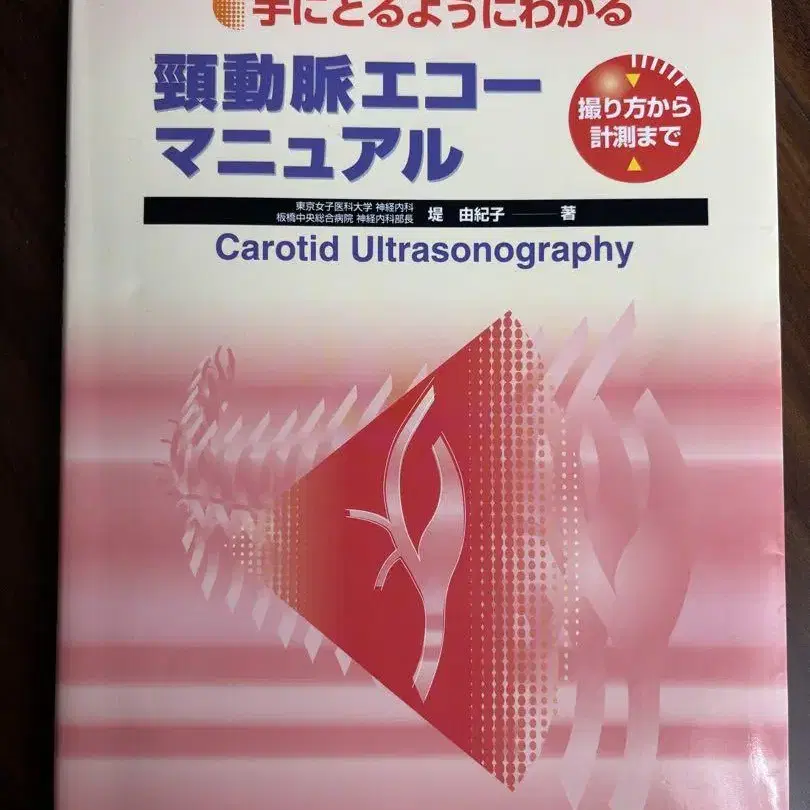 手にとるようにわかる
頸動脈エコー
マニュアル
撮り方から
計測まで
東京女子医科大学 神経内科
板橋中央総合病院 神経内科部長
堤 由紀子 著
Carotid Ultrasonography